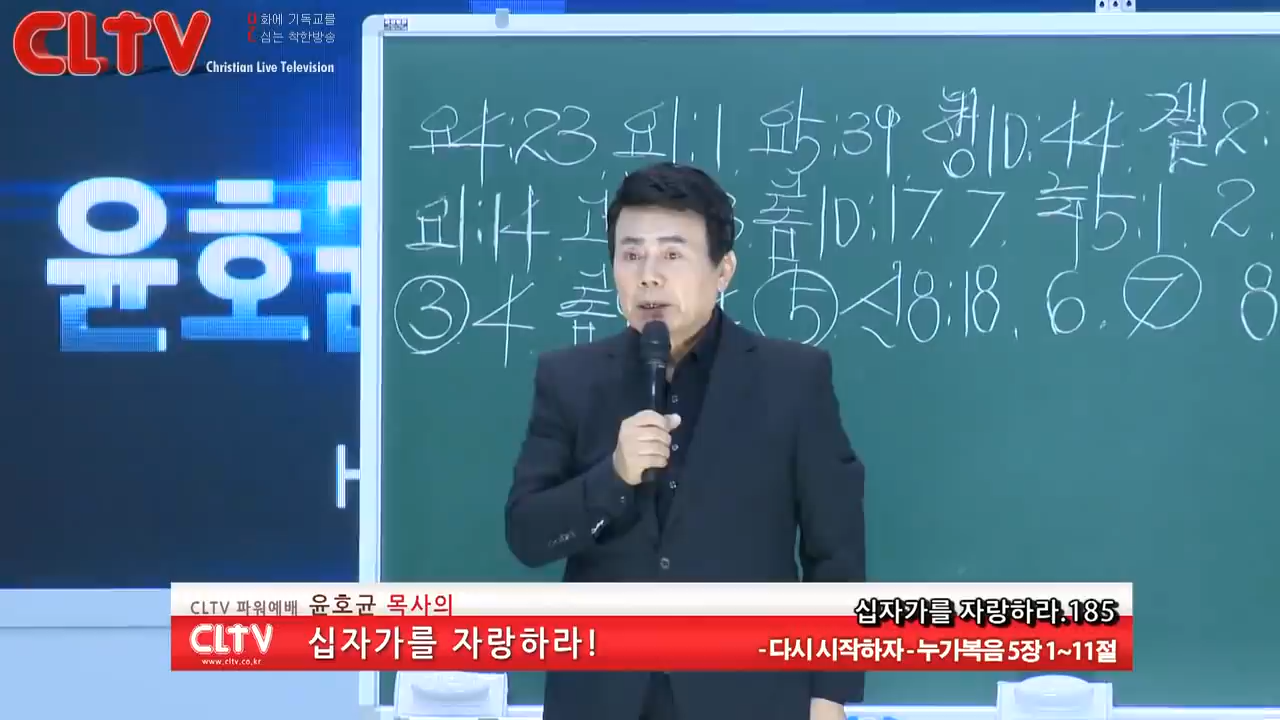 CLTV
화에 기독교를
심는 착한방송
Christian Live Television
윤호
H
요4:23 요1:1 요5:39 행10:44 골2:
요1:14 롬10:17. 7. 눅5:1. 2.
③ 4 ⑤ 시18:18. 6. ⑦ 8
CLTV 파워예배 윤호균 목사의
십자가를 자랑하라.185
CLTV
www.cltv.co.kr
십자가를 자랑하라!
- 다시 시작하자 - 누가복음 5장 1~11절